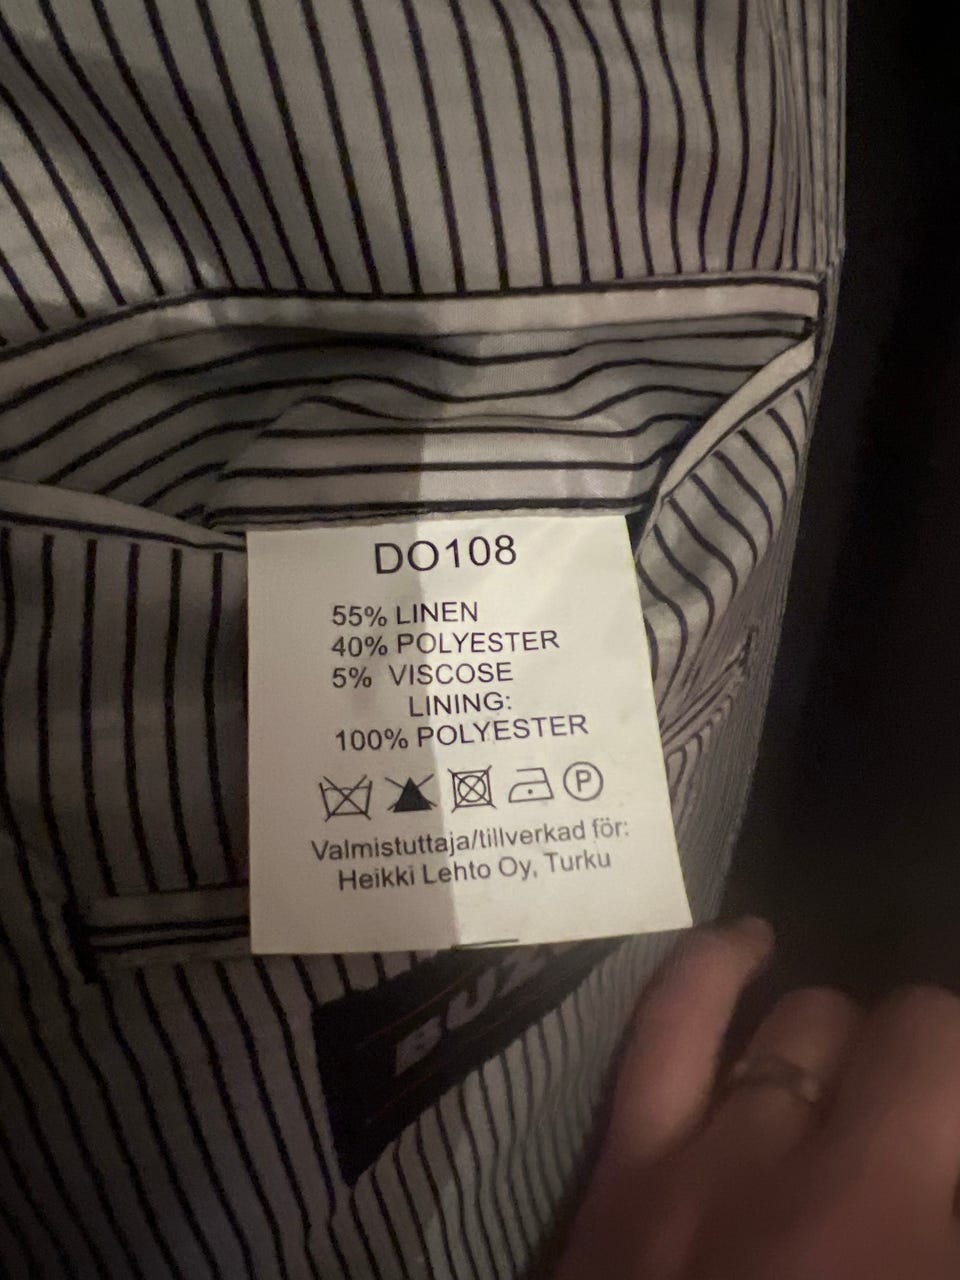 DO108
55% LINEN
40% POLYESTER
5% VISCOSE
LINING:
100% POLYESTER
P
Valmistuttaja/tillverkad för:
Heikki Lehto Oy, Turku